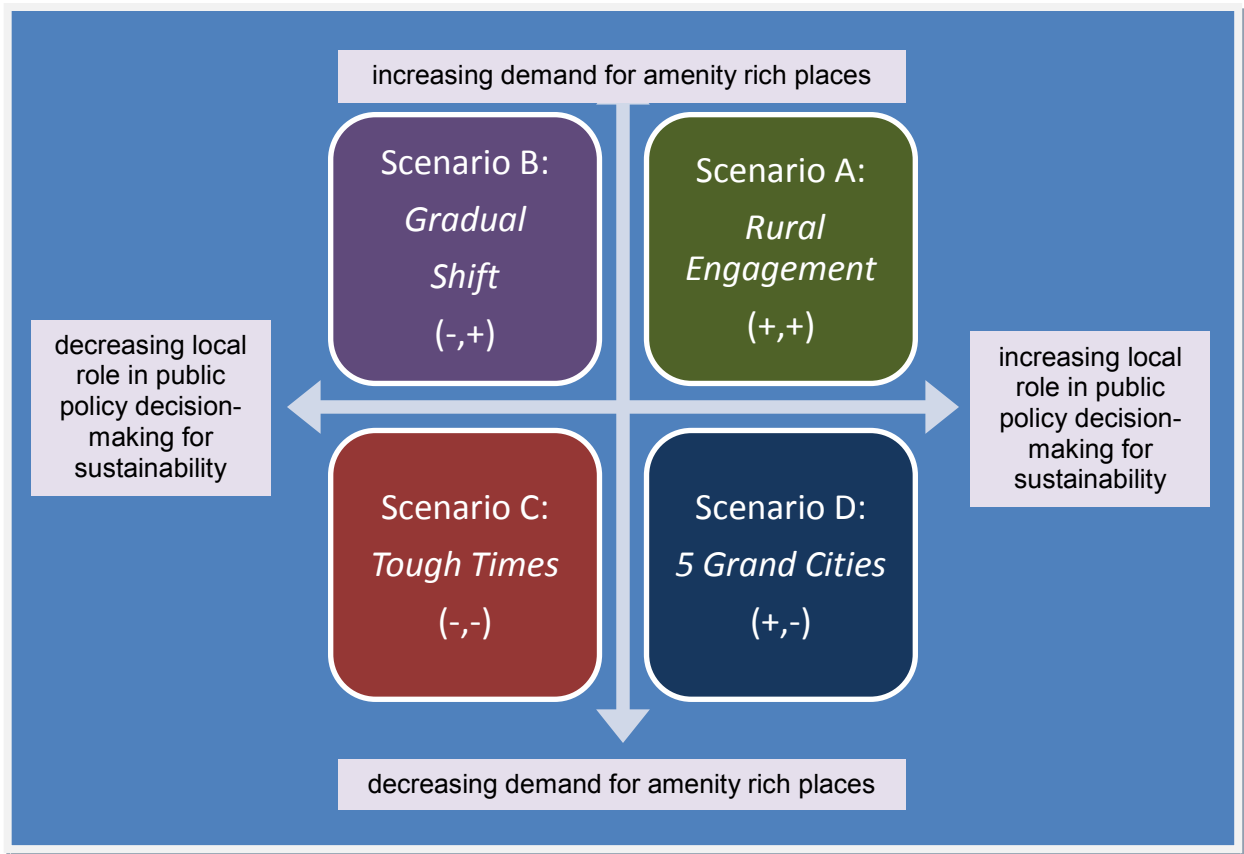 increasing demand for amenity rich places
Scenario B:
Gradual
Shift
(-,+)
Scenario A:
Rural
Engagement
(+,+)
decreasing local
role in public
policy decision-
making for
sustainability
increasing local
role in public
policy decision-
making for
sustainability
Scenario C:
Tough Times
(-,-)
Scenario D:
5 Grand Cities
(+,-)
decreasing demand for amenity rich places